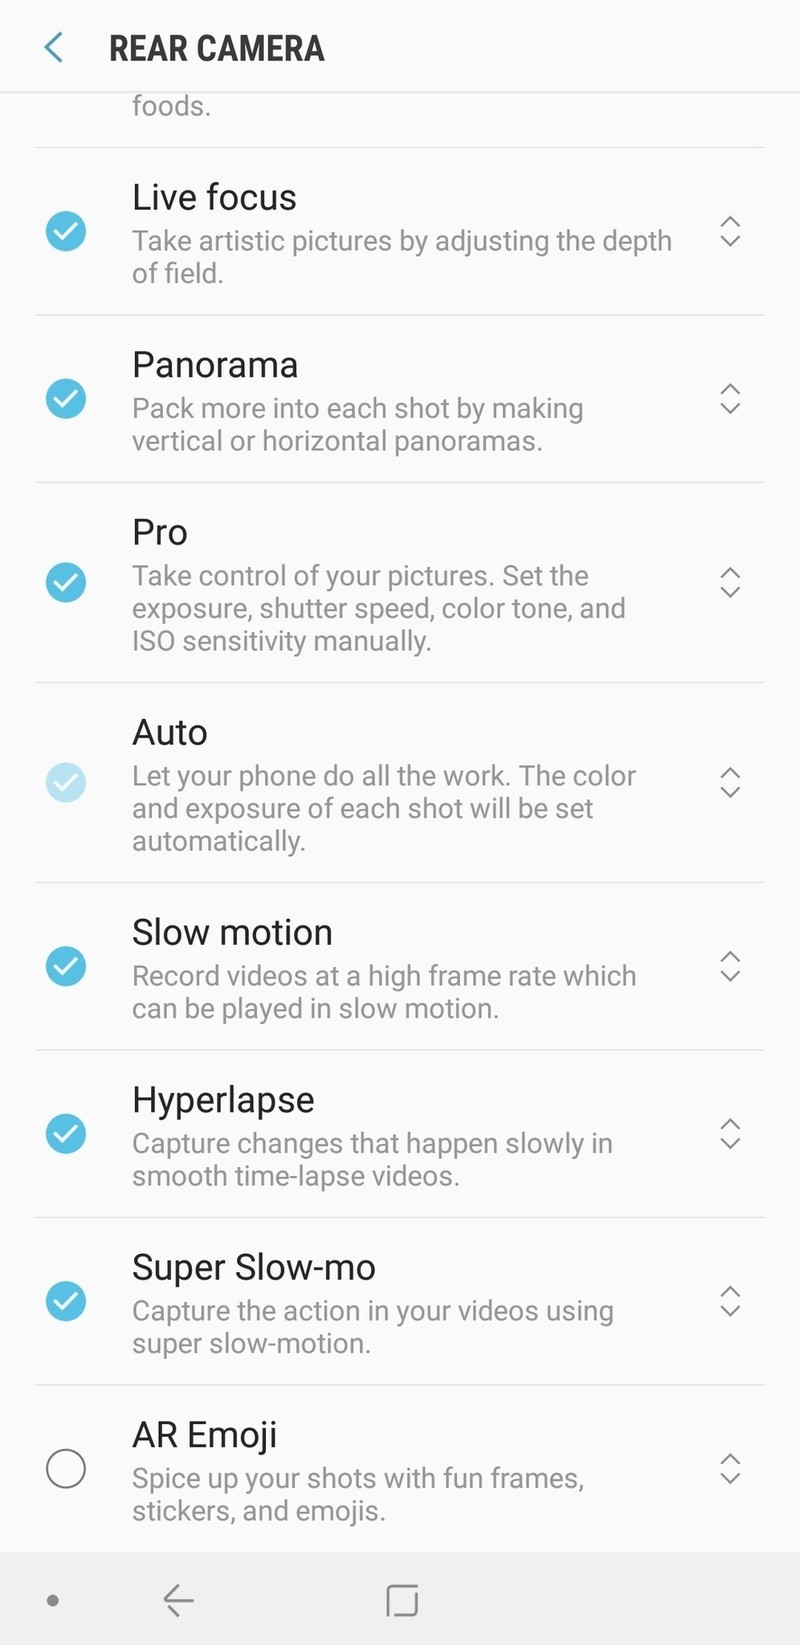 REAR CAMERA
foods.
Live focus
Take artistic pictures by adjusting the depth
of field.
Panorama
Pack more into each shot by making
vertical or horizontal panoramas.
Pro
Take control of your pictures. Set the
exposure, shutter speed, color tone, and
ISO sensitivity manually.
Auto
Let your phone do all the work. The color
and exposure of each shot will be set
automatically.
Slow motion
Record videos at a high frame rate which
can be played in slow motion.
Hyperlapse
Capture changes that happen slowly in
smooth time-lapse videos.
Super Slow-mo
Capture the action in your videos using
super slow-motion.
AR Emoji
Spice up your shots with fun frames,
stickers, and emojis.